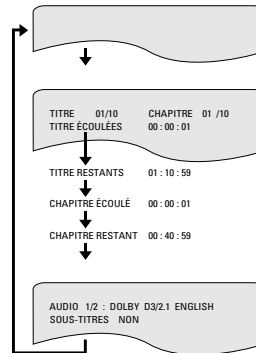 TITRE 01/10 CHAPITRE 01 /10
TITRE ÉCOULÉES 00 : 00 : 01
TITRE RESTANTS 01 : 10 : 59
CHAPITRE ÉCOULÉ 00 : 00 : 01
CHAPITRE RESTANT 00 : 40 : 59
AUDIO 1/2 : DOLBY D3/2.1 ENGLISH
SOUS-TITRES NON